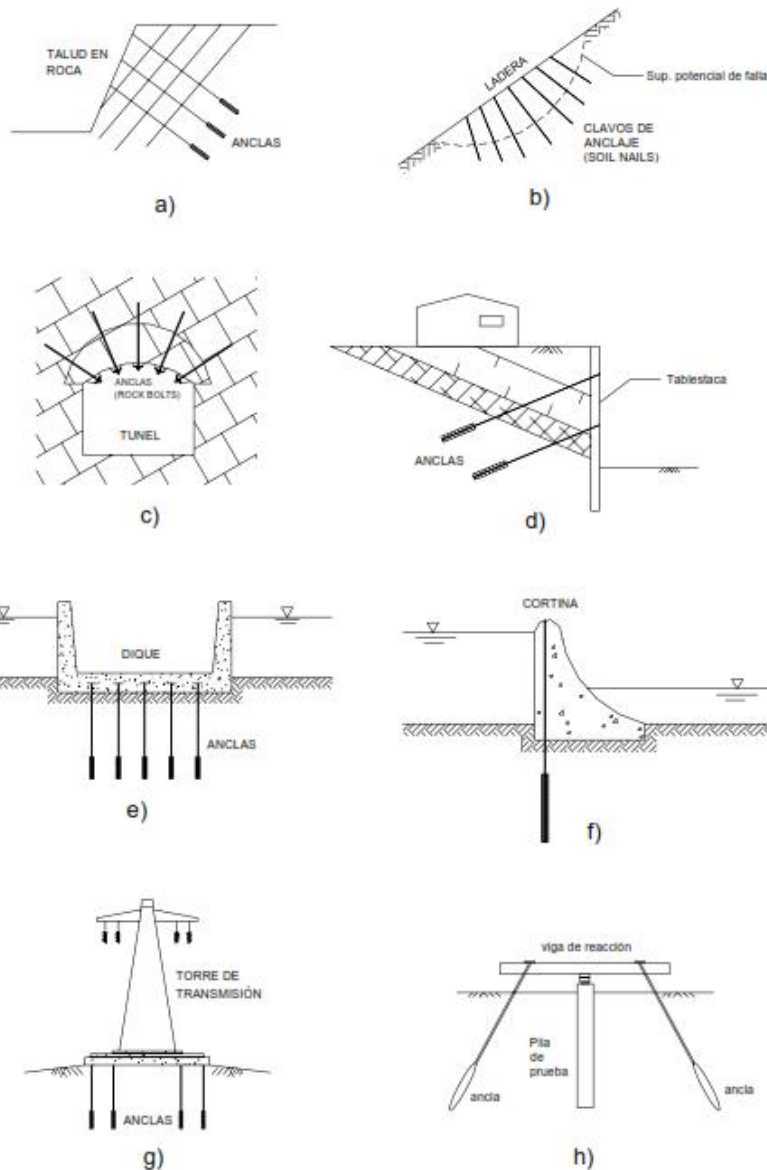 TALUD EN
ROCA
ANCLAS
a)
LADERA
Sup. potencial de falla
CLAVOS DE
ANCLAJE
(SOIL NAILS)
b)
ANCLAS
(ROCK BOLTS)
TUNEL
c)
Tablestaca
ANCLAS
d)
DIQUE
ANCLAS
e)
CORTINA
f)
TORRE DE
TRANSMISIÓN
ANCLAS
g)
viga de reacción
Pila
de
prueba
ancla
ancla
h)